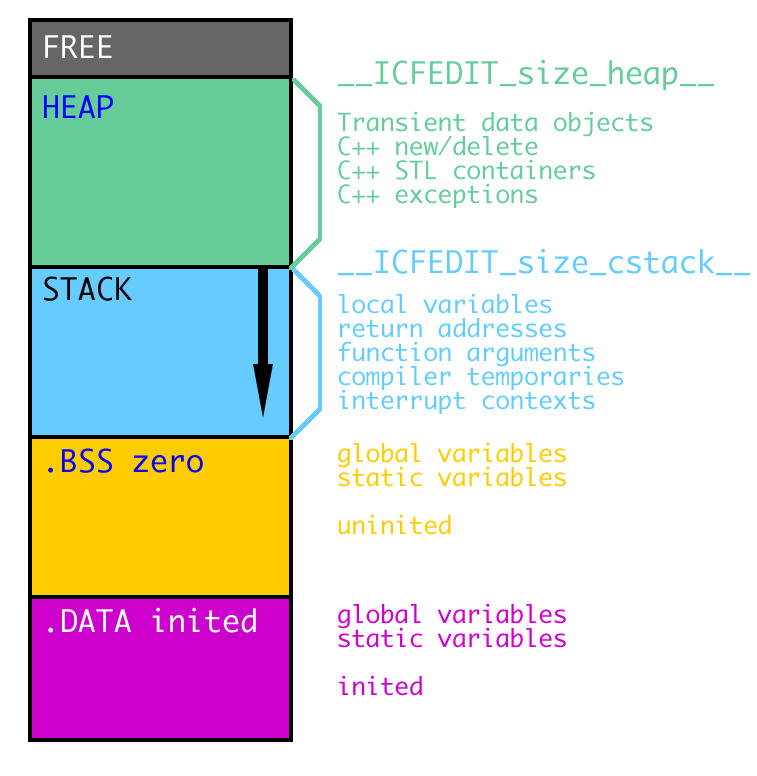 FREE
__ICFEDIT_size_heap__
HEAP
Transient data objects
C++ new/delete
C++ STL containers
C++ exceptions
__ICFEDIT_size_cstack__
STACK
local variables
return addresses
function arguments
compiler temporaries
interrupt contexts
.BSS zero
global variables
static variables
uninited
.DATA inited
global variables
static variables
inited